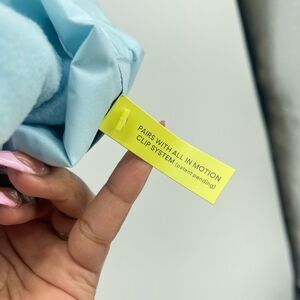 PAIRS WITH ALL IN MOTION
CLIP SYSTEM (patent pending)